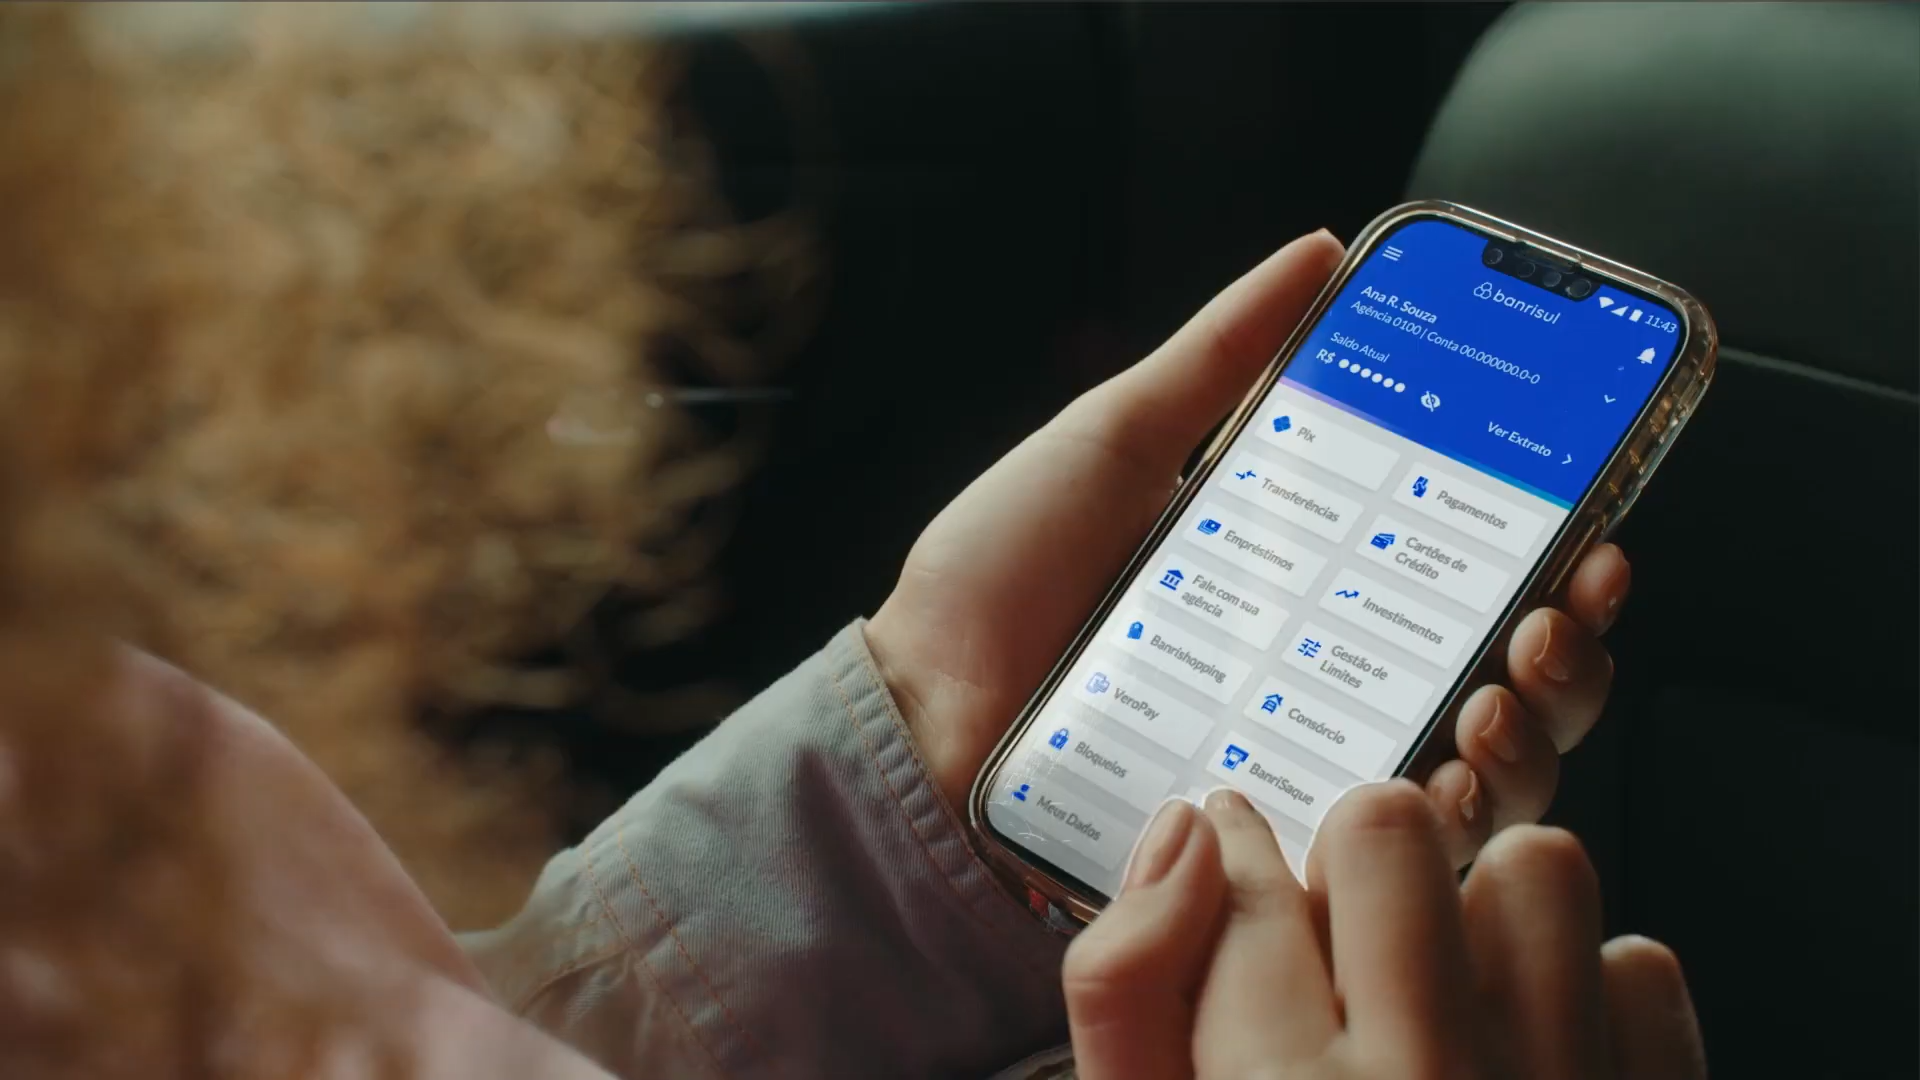 banrisul
11:43
Ana R. Souza
Agência 0100 | Conta 00.000000.0-0
Saldo Atual
R$ ●●●●●●
Ver Extrato
Pix
Pagamentos
Transferências
Cartões de
Crédito
Empréstimos
Investimentos
Fale com sua
agência
Gestão de
Limites
Banrishopping
Consórcio
VeroPay
BanriSaque
Bloqueios
Meus Dados